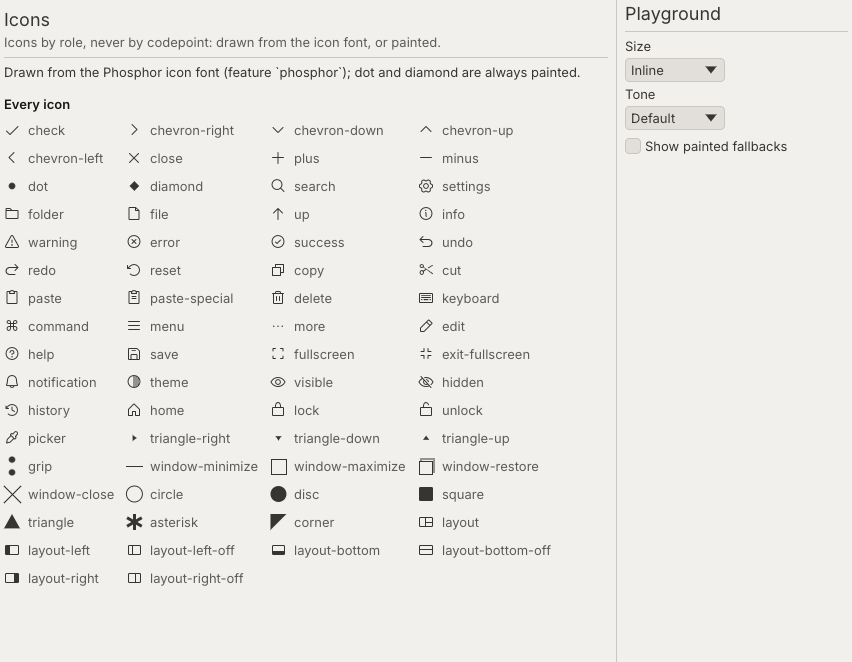 Icons
Icons by role, never by codepoint: drawn from the icon font, or painted.
Drawn from the Phosphor icon font (feature `phosphor`); dot and diamond are always painted.
Every icon
check chevron-right chevron-down chevron-up
chevron-left close plus minus
dot diamond search settings
folder file up info
warning error success undo
redo reset copy cut
paste paste-special delete keyboard
command menu more edit
help save fullscreen exit-fullscreen
notification theme visible hidden
history home lock unlock
picker triangle-right triangle-down triangle-up
grip window-minimize window-maximize window-restore
window-close circle disc square
triangle asterisk corner layout
layout-left layout-left-off layout-bottom layout-bottom-off
layout-right layout-right-off
Playground
Size
Inline
Tone
Default
Show painted fallbacks